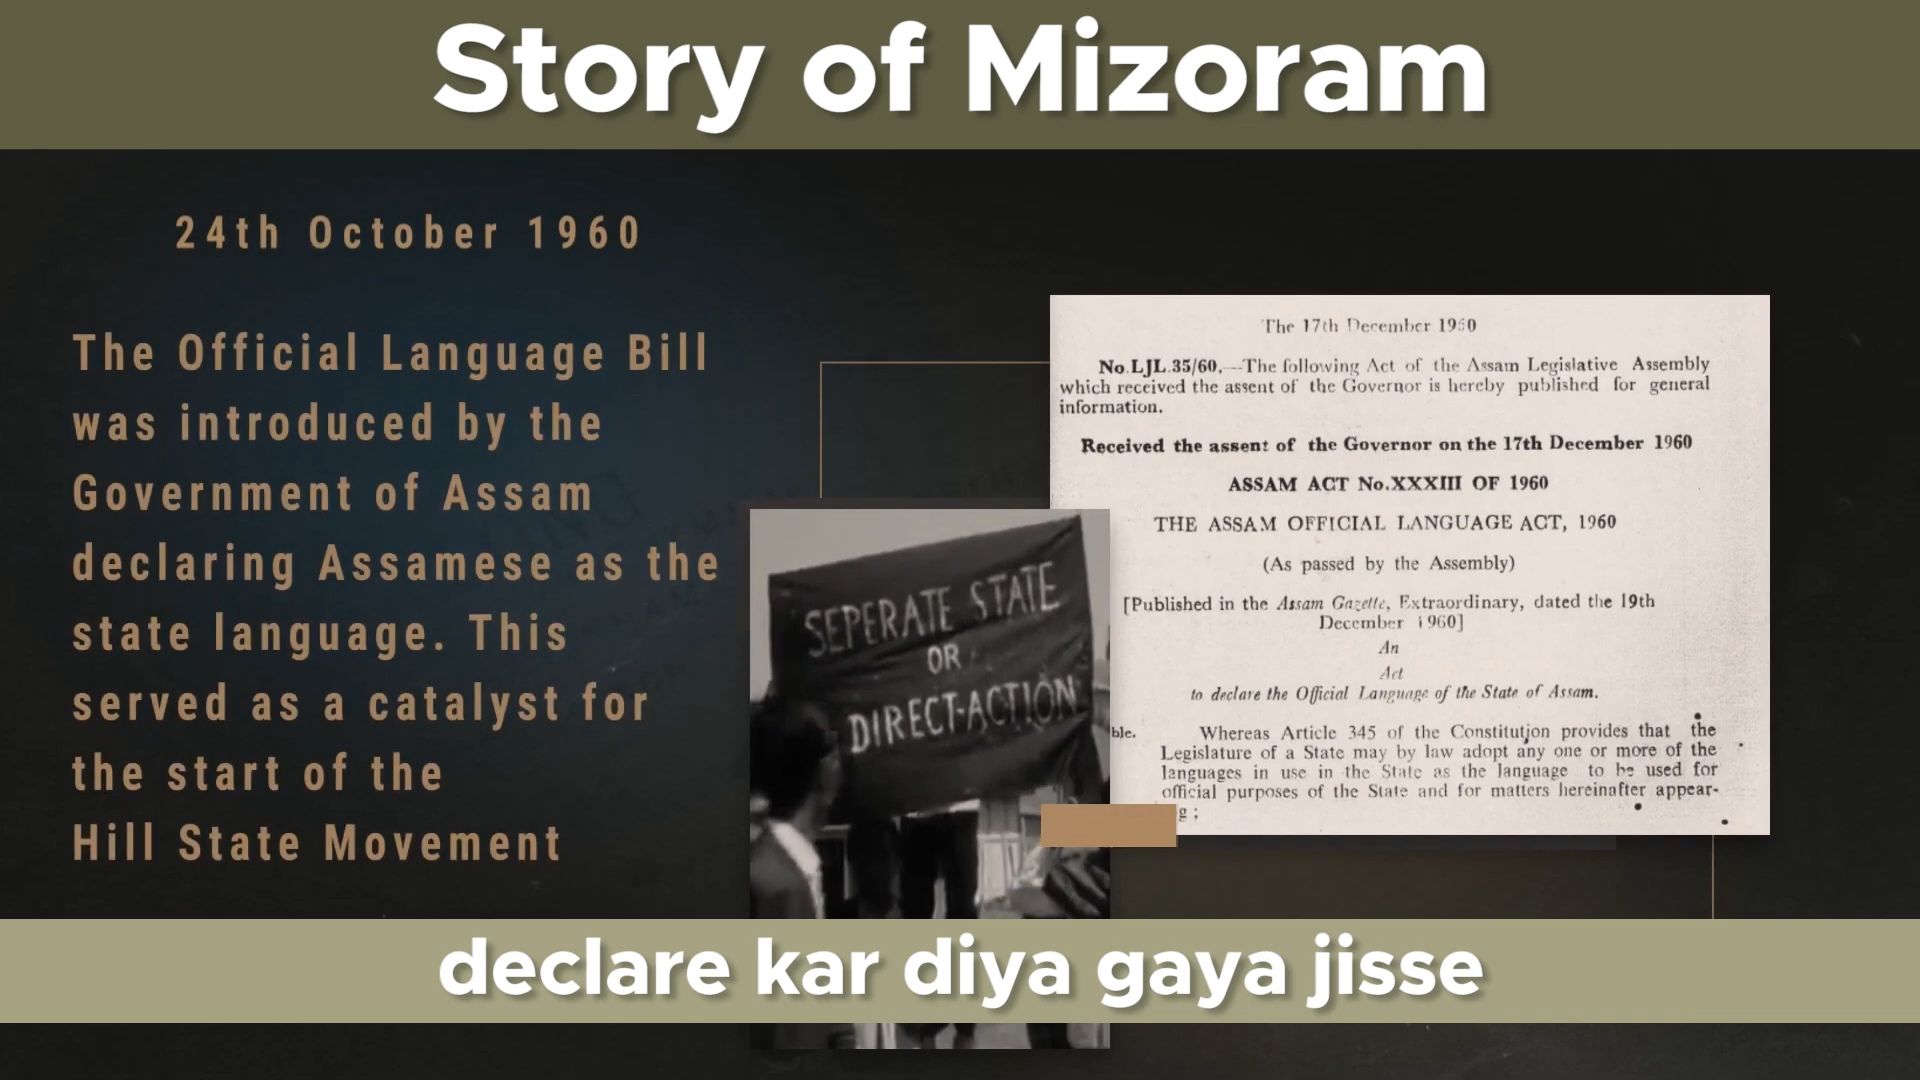 Story of Mizoram
24th October 1960
The Official Language Bill
was introduced by the
Government of Assam
declaring Assamese as the
state language. This
served as a catalyst for
the start of the
Hill State Movement
SEPERATE STATE
OR
DIRECT-ACTION
The 17th December 1960
No.LJL.35/60.—The following Act of the Assam Legislative Assembly
which received the assent of the Governor is hereby published for general
information.
Received the assent of the Governor on the 17th December 1960
ASSAM ACT No.XXXIII OF 1960
THE ASSAM OFFICIAL LANGUAGE ACT, 1960
(As passed by the Assembly)
[Published in the Assam Gazette, Extraordinary, dated the 19th
December 1960]
An
Act
to declare the Official Language of the State of Assam.
ble. Whereas Article 345 of the Constitution provides that the
Legislature of a State may by law adopt any one or more of the
languages in use in the State as the language to be used for
official purposes of the State and for matters hereinafter appear-
g ;
declare kar diya gaya jisse